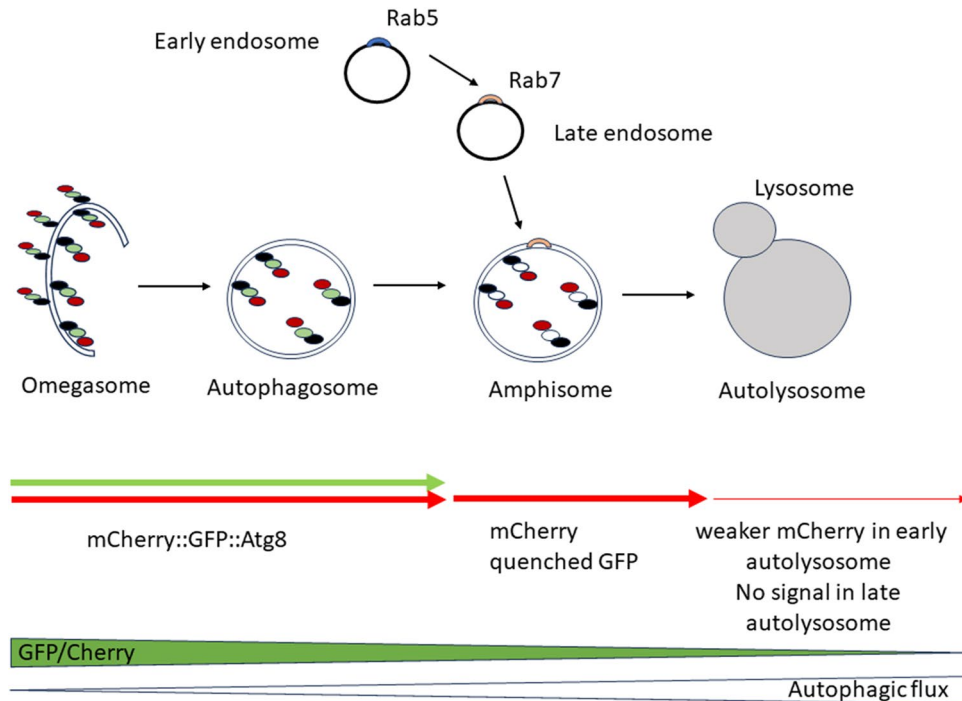 Rab5
Early endosome
Rab7
Late endosome
Lysosome
Omegasome
Autophagosome
Amphisome
Autolysosome
mCherry::GFP::Atg8
mCherry
quenched GFP
weaker mCherry in early
autolysosome
No signal in late
autolysosome
GFP/Cherry
Autophagic flux